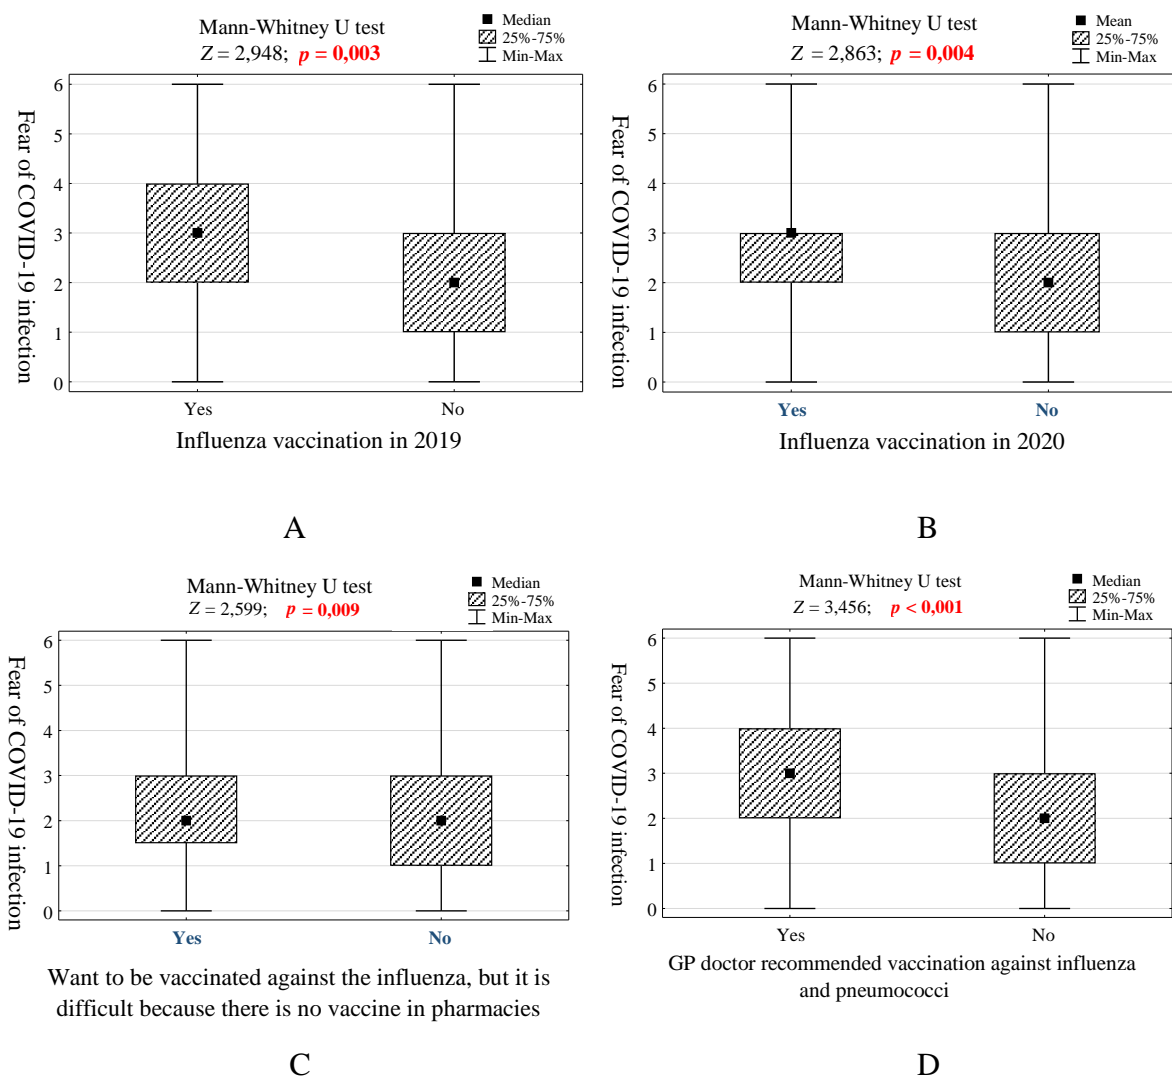 Mann-Whitney U test
Z = 2,948; p = 0,003
Median
25%-75%
Min-Max
Fear of COVID-19 infection
6
5
4
3
2
1
0
Yes No
Influenza vaccination in 2019
A
Mann-Whitney U test
Z = 2,863; p = 0,004
Mean
25%-75%
Min-Max
Fear of COVID-19 infection
6
5
4
3
2
1
0
Yes No
Influenza vaccination in 2020
B
Mann-Whitney U test
Z = 2,599; p = 0,009
Median
25%-75%
Min-Max
Fear of COVID-19 infection
6
5
4
3
2
1
0
Yes No
Want to be vaccinated against the influenza, but it is
difficult because there is no vaccine in pharmacies
C
Mann-Whitney U test
Z = 3,456; p < 0,001
Median
25%-75%
Min-Max
Fear of COVID-19 infection
6
5
4
3
2
1
0
Yes No
GP doctor recommended vaccination against influenza
and pneumococci
D